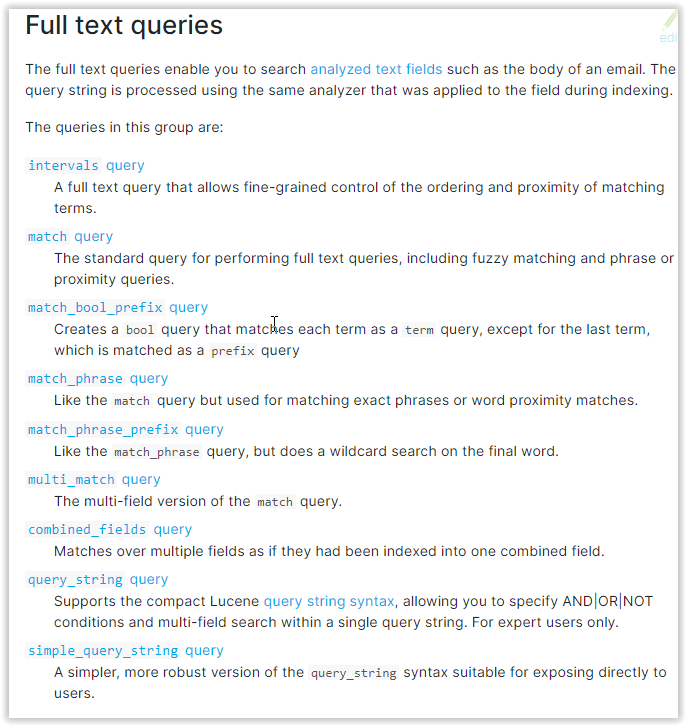 Full text queries
edi
The full text queries enable you to search analyzed text fields such as the body of an email. The
query string is processed using the same analyzer that was applied to the field during indexing.
The queries in this group are:
intervals query
A full text query that allows fine-grained control of the ordering and proximity of matching
terms.
match query
The standard query for performing full text queries, including fuzzy matching and phrase or
proximity queries.
match_bool_prefix query
Creates a bool query that matches each term as a term query, except for the last term,
which is matched as a prefix query
match_phrase query
Like the match query but used for matching exact phrases or word proximity matches.
match_phrase_prefix query
Like the match_phrase query, but does a wildcard search on the final word.
multi_match query
The multi-field version of the match query.
combined_fields query
Matches over multiple fields as if they had been indexed into one combined field.
query_string query
Supports the compact Lucene query string syntax, allowing you to specify AND|OR|NOT
conditions and multi-field search within a single query string. For expert users only.
simple_query_string query
A simpler, more robust version of the query_string syntax suitable for exposing directly to
users.